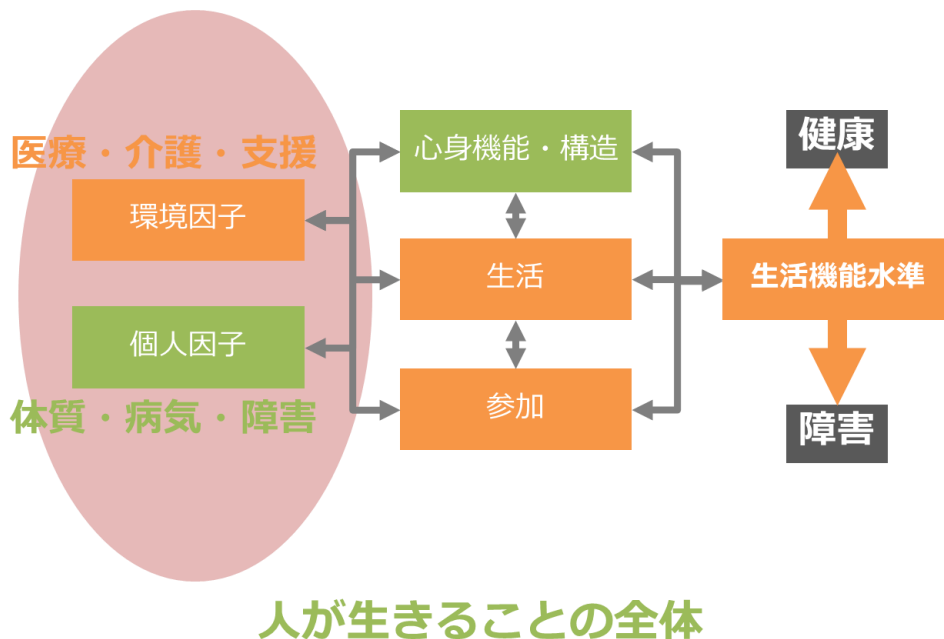 医療・介護・支援
環境因子
個人因子
体質・病気・障害
心身機能・構造
生活
参加
健康
生活機能水準
障害
人が生きることの全体